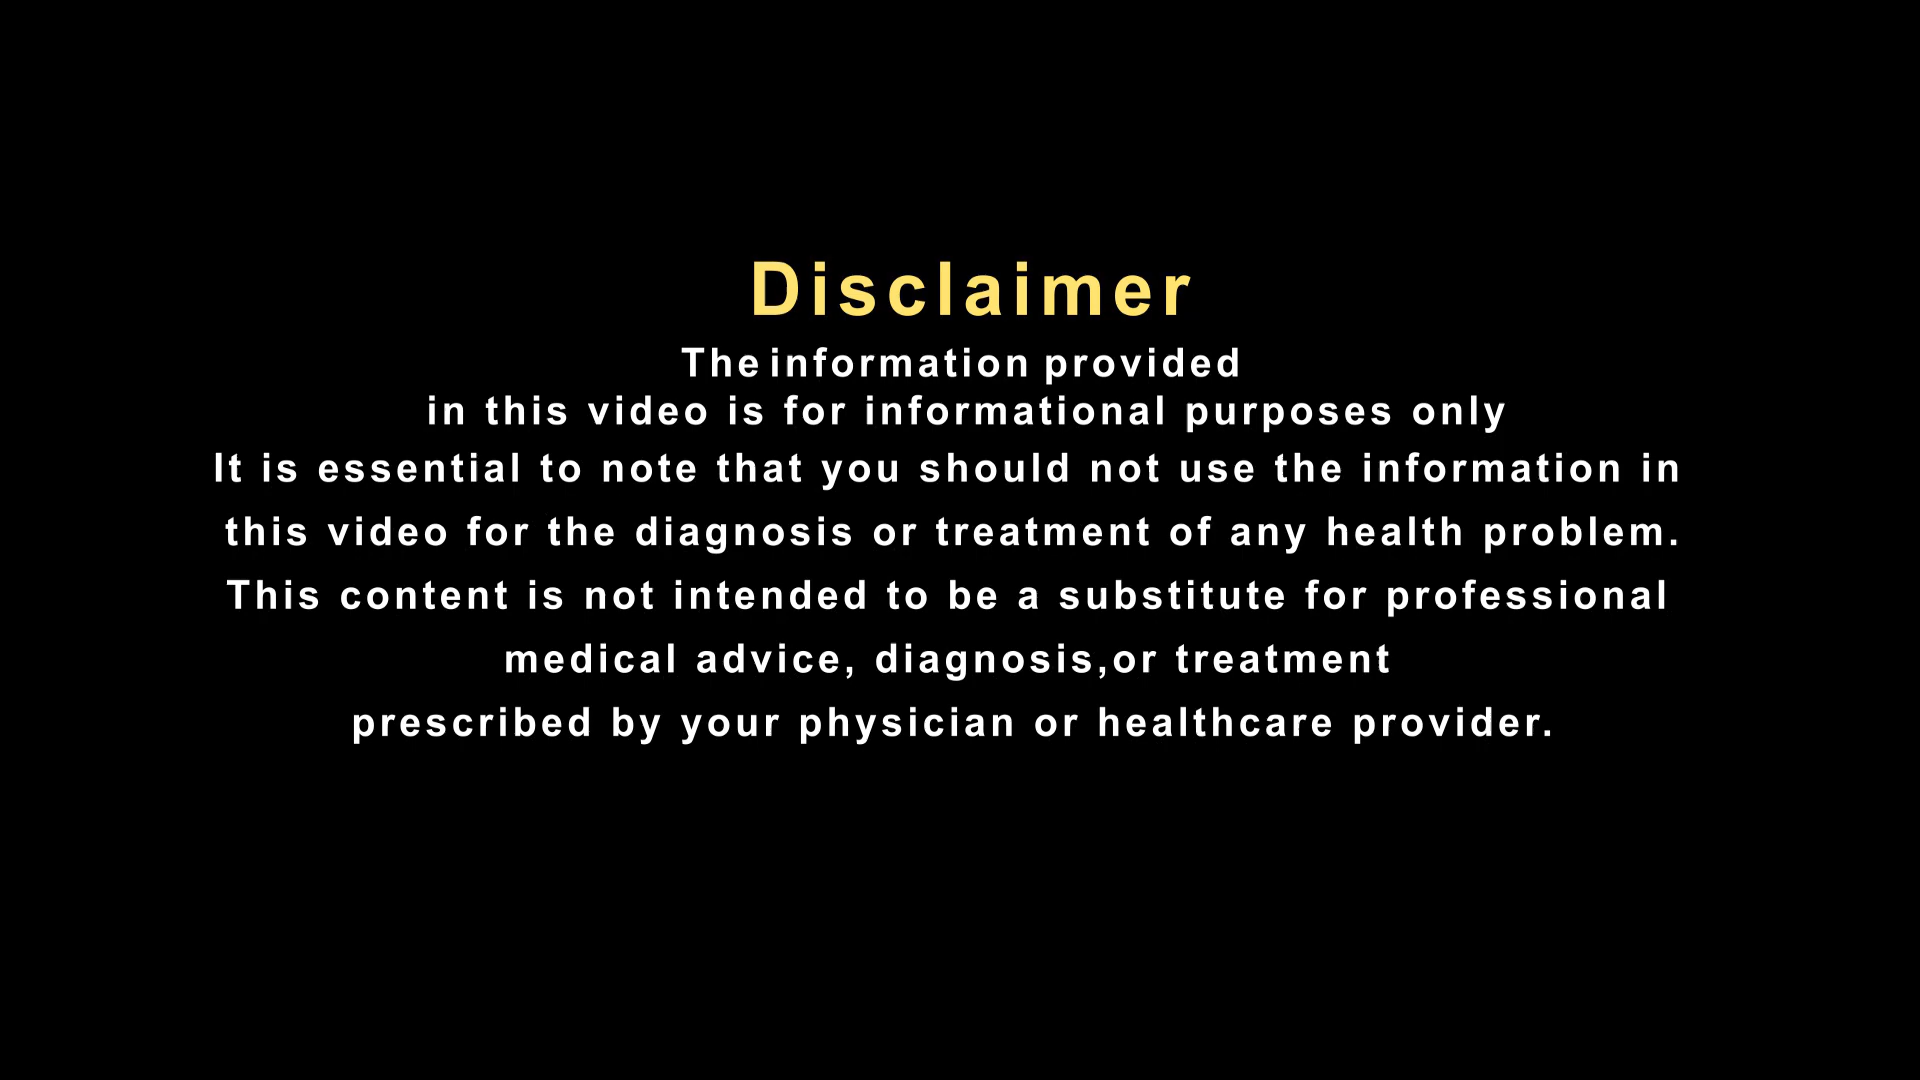 Disclaimer
The information provided
in this video is for informational purposes only
It is essential to note that you should not use the information in
this video for the diagnosis or treatment of any health problem.
This content is not intended to be a substitute for professional
medical advice, diagnosis,or treatment
prescribed by your physician or healthcare provider.